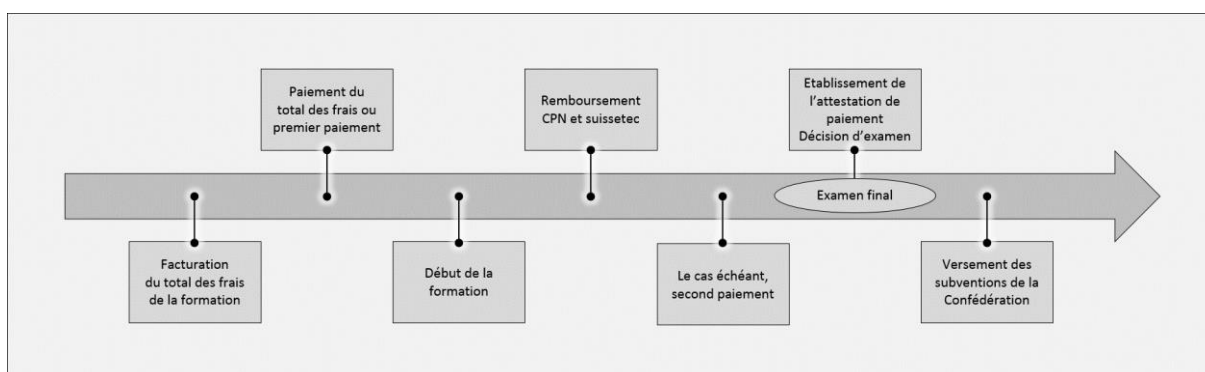 Paiement du
total des frais ou
premier paiement
Remboursement
CPN et suissetec
Etablissement de
l'attestation de
paiement
Décision d'examen
Examen final
Facturation
du total des frais
de la formation
Début de la
formation
Le cas échéant,
second paiement
Versement des
subventions de la
Confédération